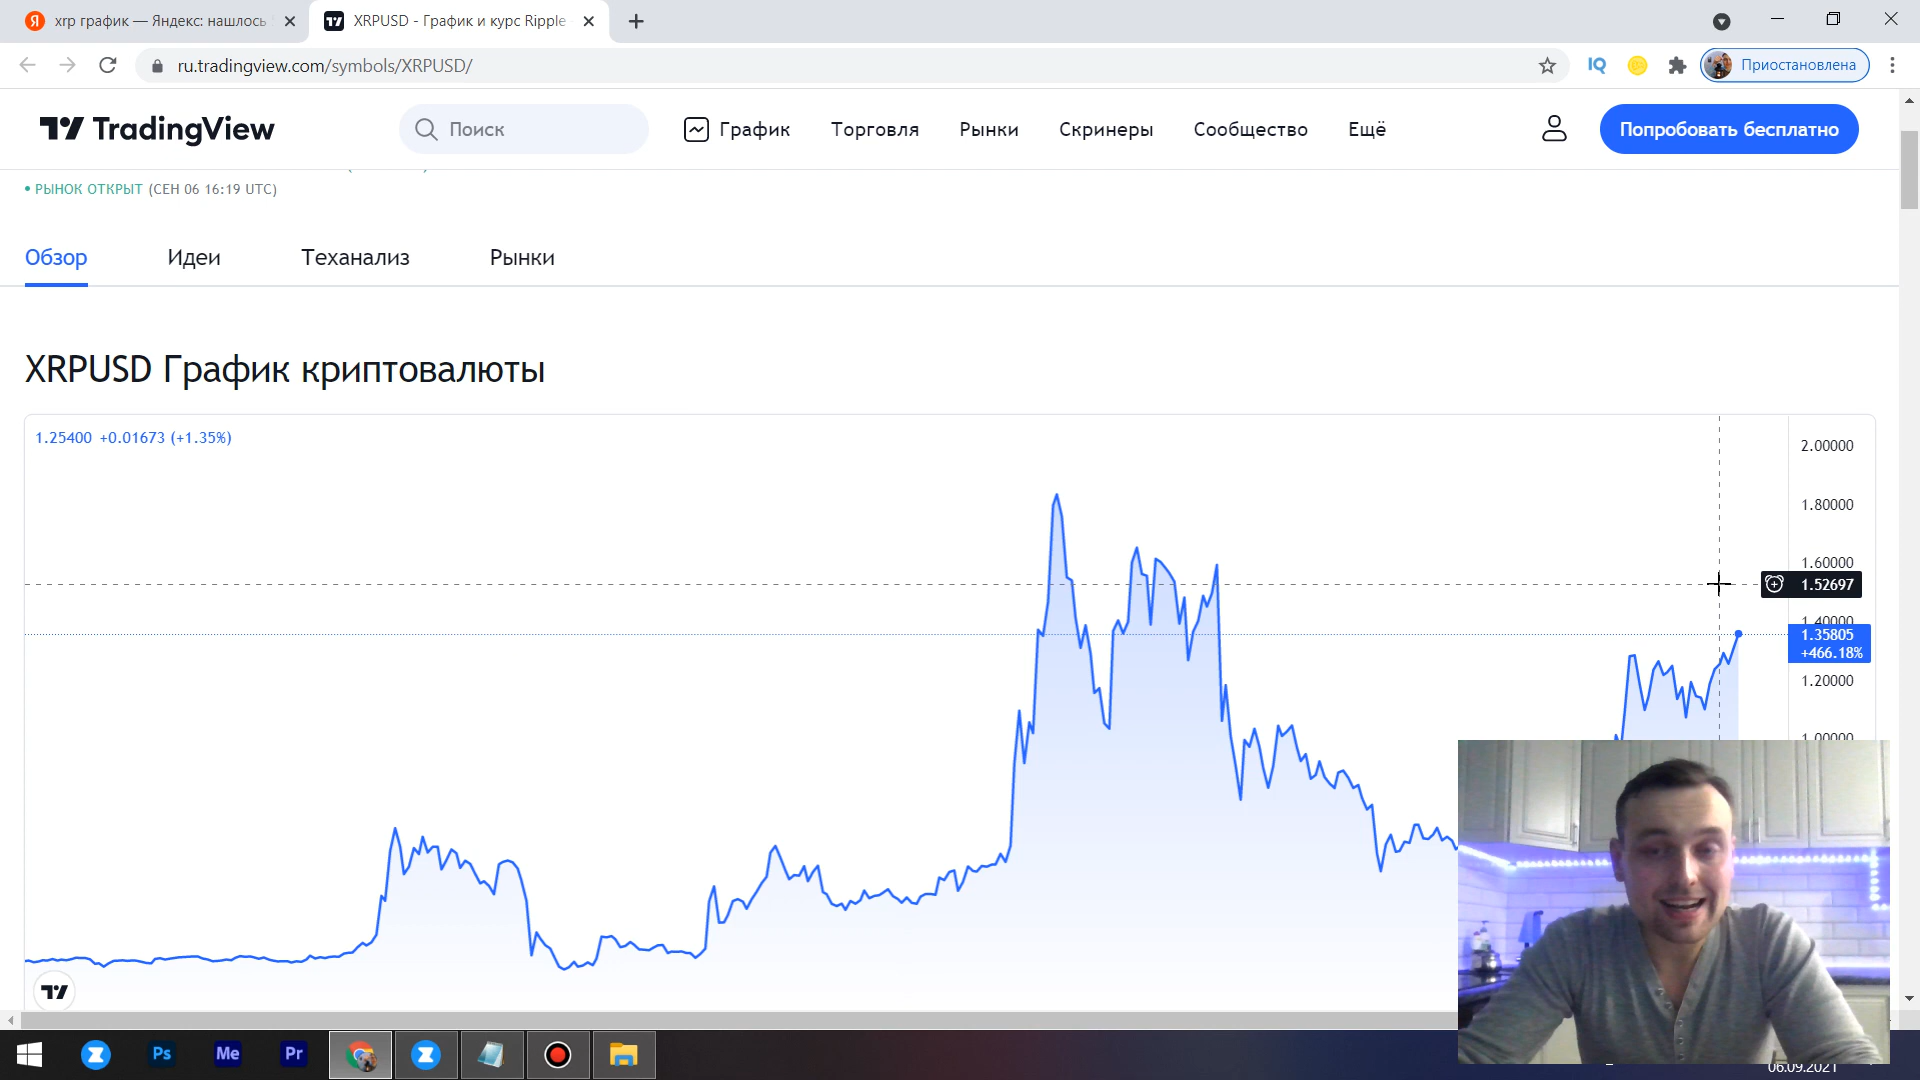 xrp график — Яндекс: нашлось
XRPUSD - График и курс Ripple
ru.tradingview.com/symbols/XRPUSD/
IQ
Приостановлена
TradingView
Поиск
График
Торговля
Рынки
Скринеры
Сообщество
Ещё
Попробовать бесплатно
• РЫНОК ОТКРЫТ (СЕН 06 16:19 UTC)
Обзор
Идеи
Теханализ
Рынки
XRPUSD График криптовалюты
1.25400 +0.01673 (+1.35%)
2.00000
1.80000
1.60000
1.52697
1.40000
1.35805
+466.18%
1.20000
1.00000
Ps
Me
Pr
06.09.2021